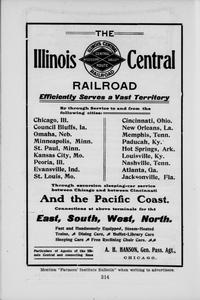 Illinois Central
ILLINOIS CENTRAL
RAILROAD
RAILROAD
Efficiently Serves a Vast Territory
By through Service to and from the
following cities:
Chicago, Ill.
Council Bluffs, Ia.
Omaha, Neb.
Minneapolis, Minn.
St. Paul, Minn.
Kansas City, Mo.
Peoria, Ill.
Evansville, Ind.
St. Louis, Mo.
Cincinnati, Ohio.
New Orleans, La.
Memphis, Tenn.
Paducah, Ky.
Hot Springs, Ark.
Louisville, Ky.
Nashville, Tenn.
Atlanta, Ga.
Jacksonville, Fla.
Through excursion sleeping-car service
between Chicago and between Cincinnati
And the Pacific Coast.
Connections at above terminals for the
East, South, West, North.
Fast and Handsomely Equipped, Steam-Heated
Trains, Dining Cars, Buffet-Library Cars
Sleeping Cars Free Reclining Chair Cars.
Particulars of Agents of the Illi-
nois Central and connecting lines
A. H. HANSON, Gen. Pass. Agt.,
CHICAGO.
Mention "Farmers' Institute Bulletin" when writing to advertisers.
314